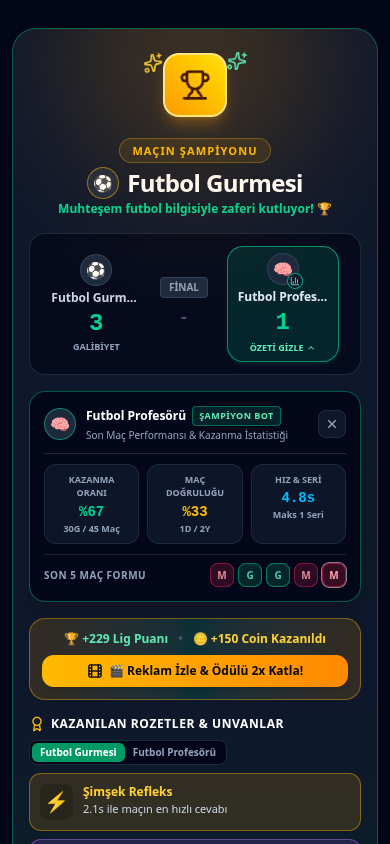 MAÇIN ŞAMPİYONU
⚽ Futbol Gurmesi
Muhteşem futbol bilgisiyle zaferi kutluyor! 🏆
Futbol Gurm...
3
GALİBİYET
FİNAL
-
Futbol Profes...
1
ÖZETİ GİZLE
Futbol Profesörü ŞAMPİYON BOT
Son Maç Performansı & Kazanma İstatistiği
KAZANMA ORANI
%67
30G / 45 Maç
MAÇ DOĞRULUĞU
%33
1D / 2Y
HIZ & SERİ
4.8s
Maks 1 Seri
SON 5 MAÇ FORMU M G G M M
🏆 +229 Lig Puanı • 🪙 +150 Coin Kazanıldı
🎬 Reklam İzle & Ödülü 2x Katla!
KAZANILAN ROZETLER & UNVANLAR
Futbol Gurmesi Futbol Profesörü
Şimşek Refleks
2.1s ile maçın en hızlı cevabı